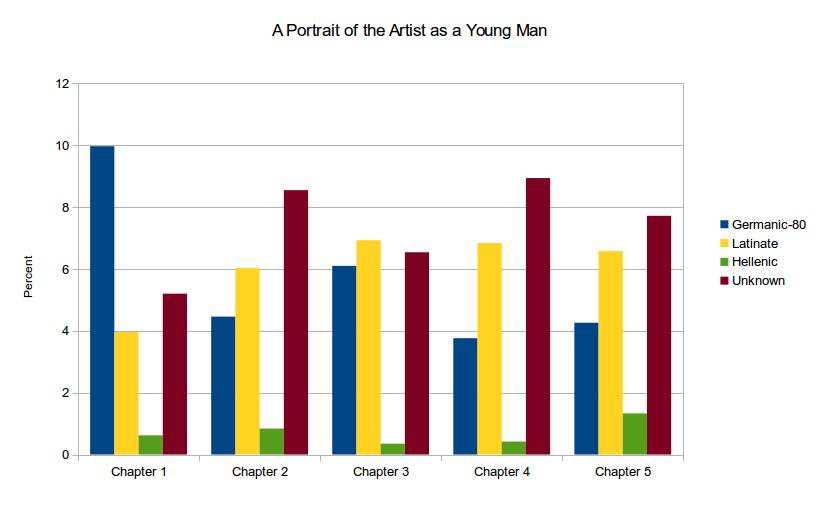 A Portrait of the Artist as a Young Man
12
10
8
6
4
2
0
Percent
Chapter 1
Chapter 2
Chapter 3
Chapter 4
Chapter 5
Germanic-80
Latinate
Hellenic
Unknown